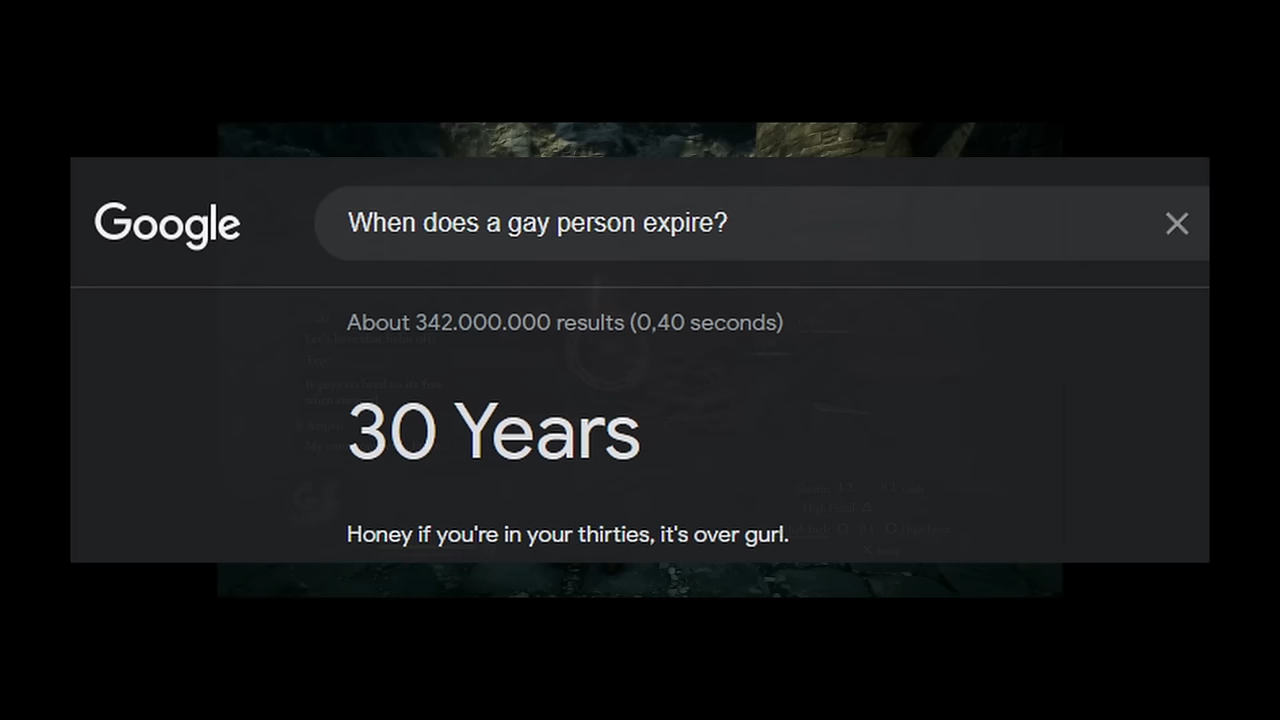 Google
When does a gay person expire?
About 342.000.000 results (0,40 seconds)
30 Years
Honey if you're in your thirties, it's over gurl.